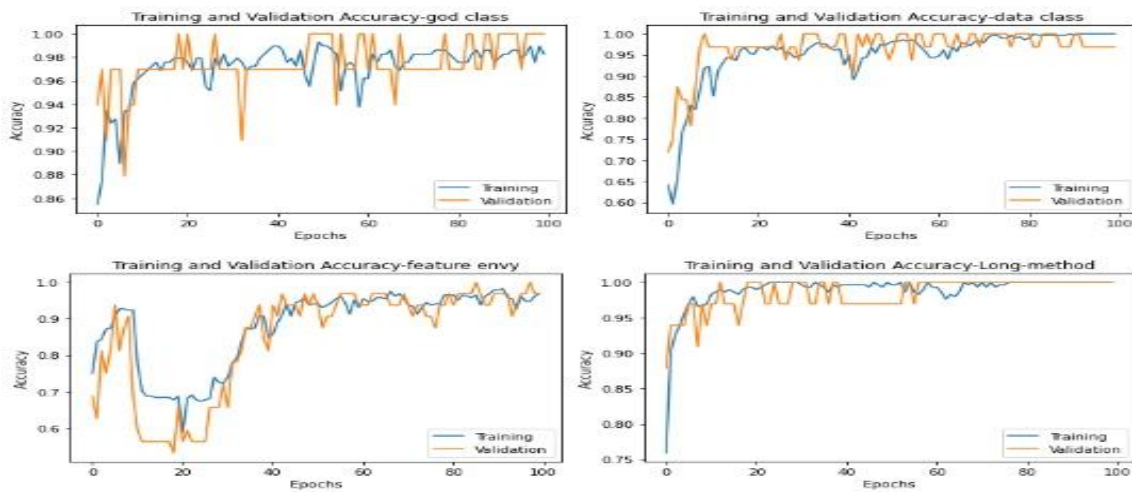 Training and Validation Accuracy-god class
1.00
0.98
0.96
0.94
0.92
0.90
0.88
0.86
Accuracy
Training
Validation
0 20 40 60 80 100
Epochs
Training and Validation Accuracy-data class
1.00
0.95
0.90
0.85
0.80
0.75
0.70
0.65
0.60
Accuracy
Training
Validation
0 20 40 60 80 100
Epochs
Training and Validation Accuracy-feature envy
1.0
0.9
0.8
0.7
0.6
Accuracy
Training
Validation
0 20 40 60 80 100
Epochs
Training and Validation Accuracy-Long-method
1.00
0.95
0.90
0.85
0.80
0.75
Accuracy
Training
Validation
0 20 40 60 80 100
Epochs